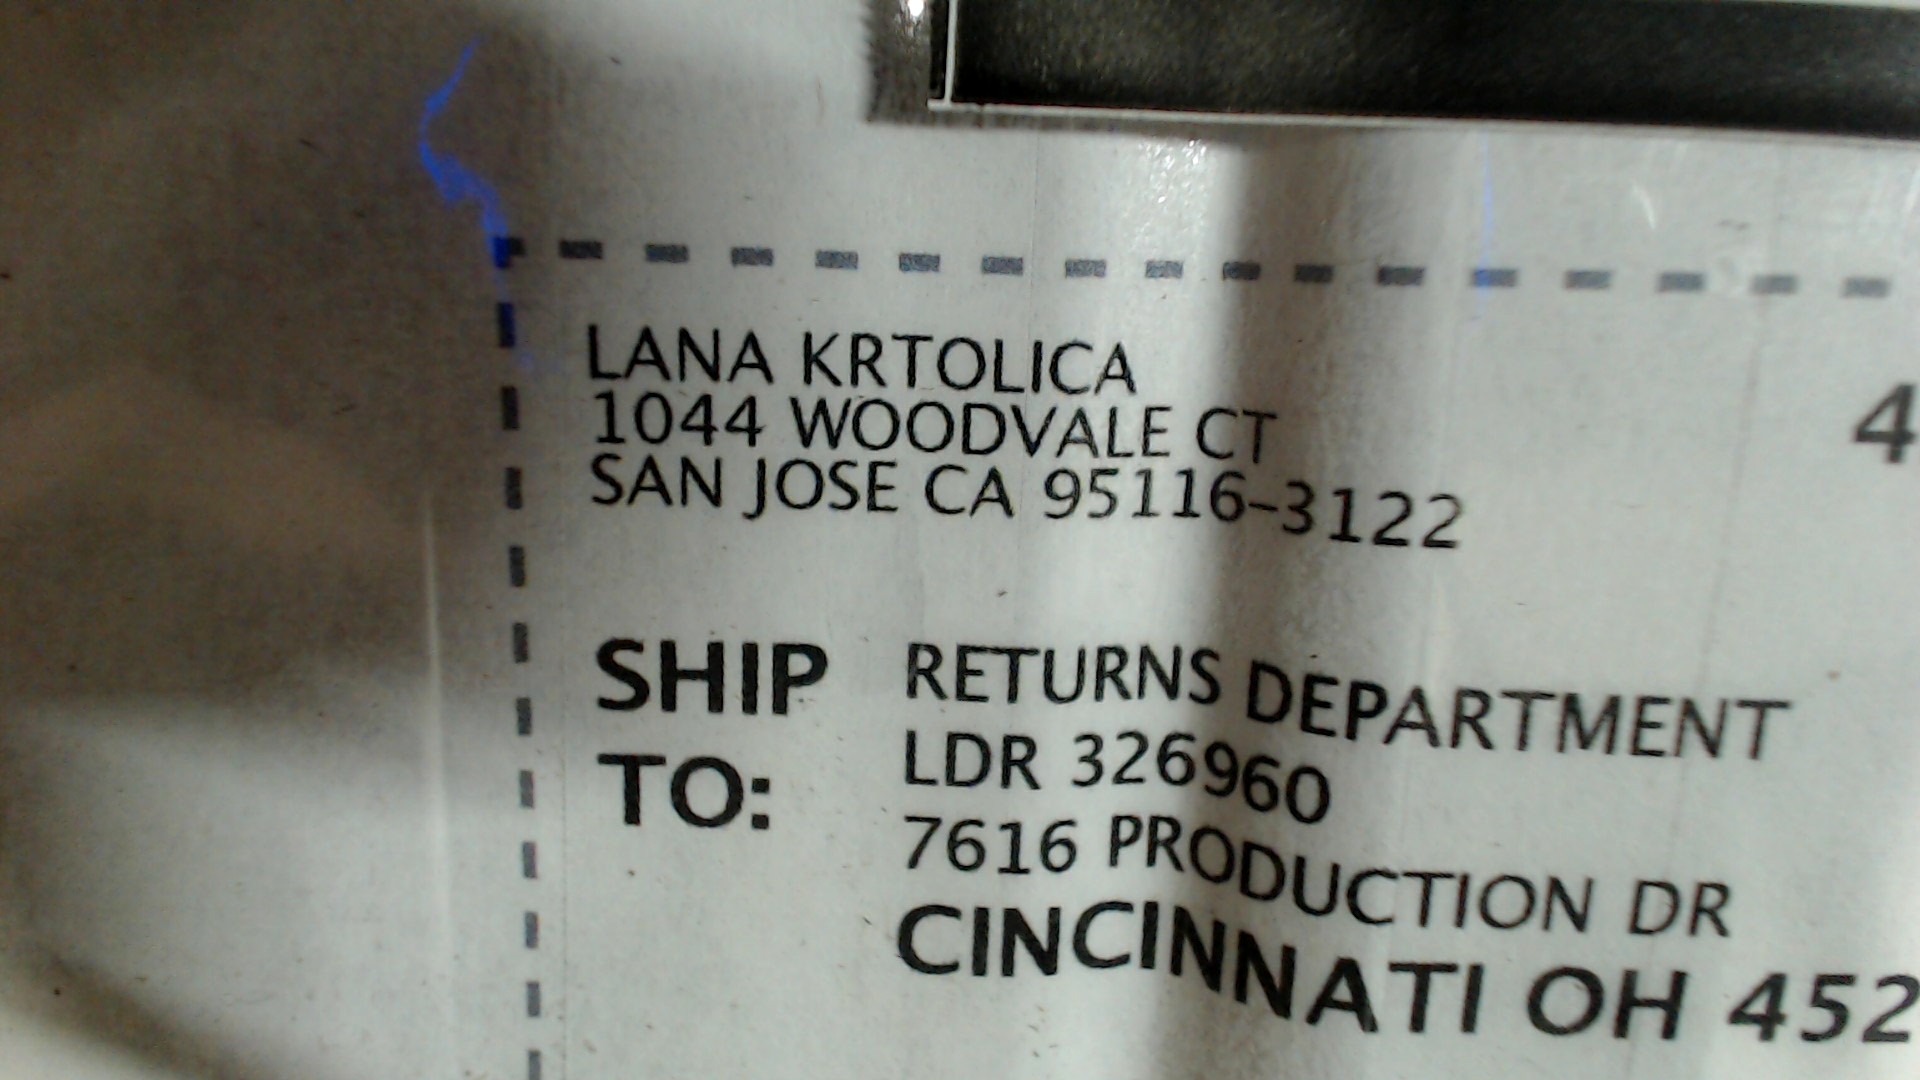 LANA KRTOLICA
1044 WOODVALE CT
SAN JOSE CA 95116-3122
4
SHIP TO:
RETURNS DEPARTMENT
LDR 326960
7616 PRODUCTION DR
CINCINNATI OH 452